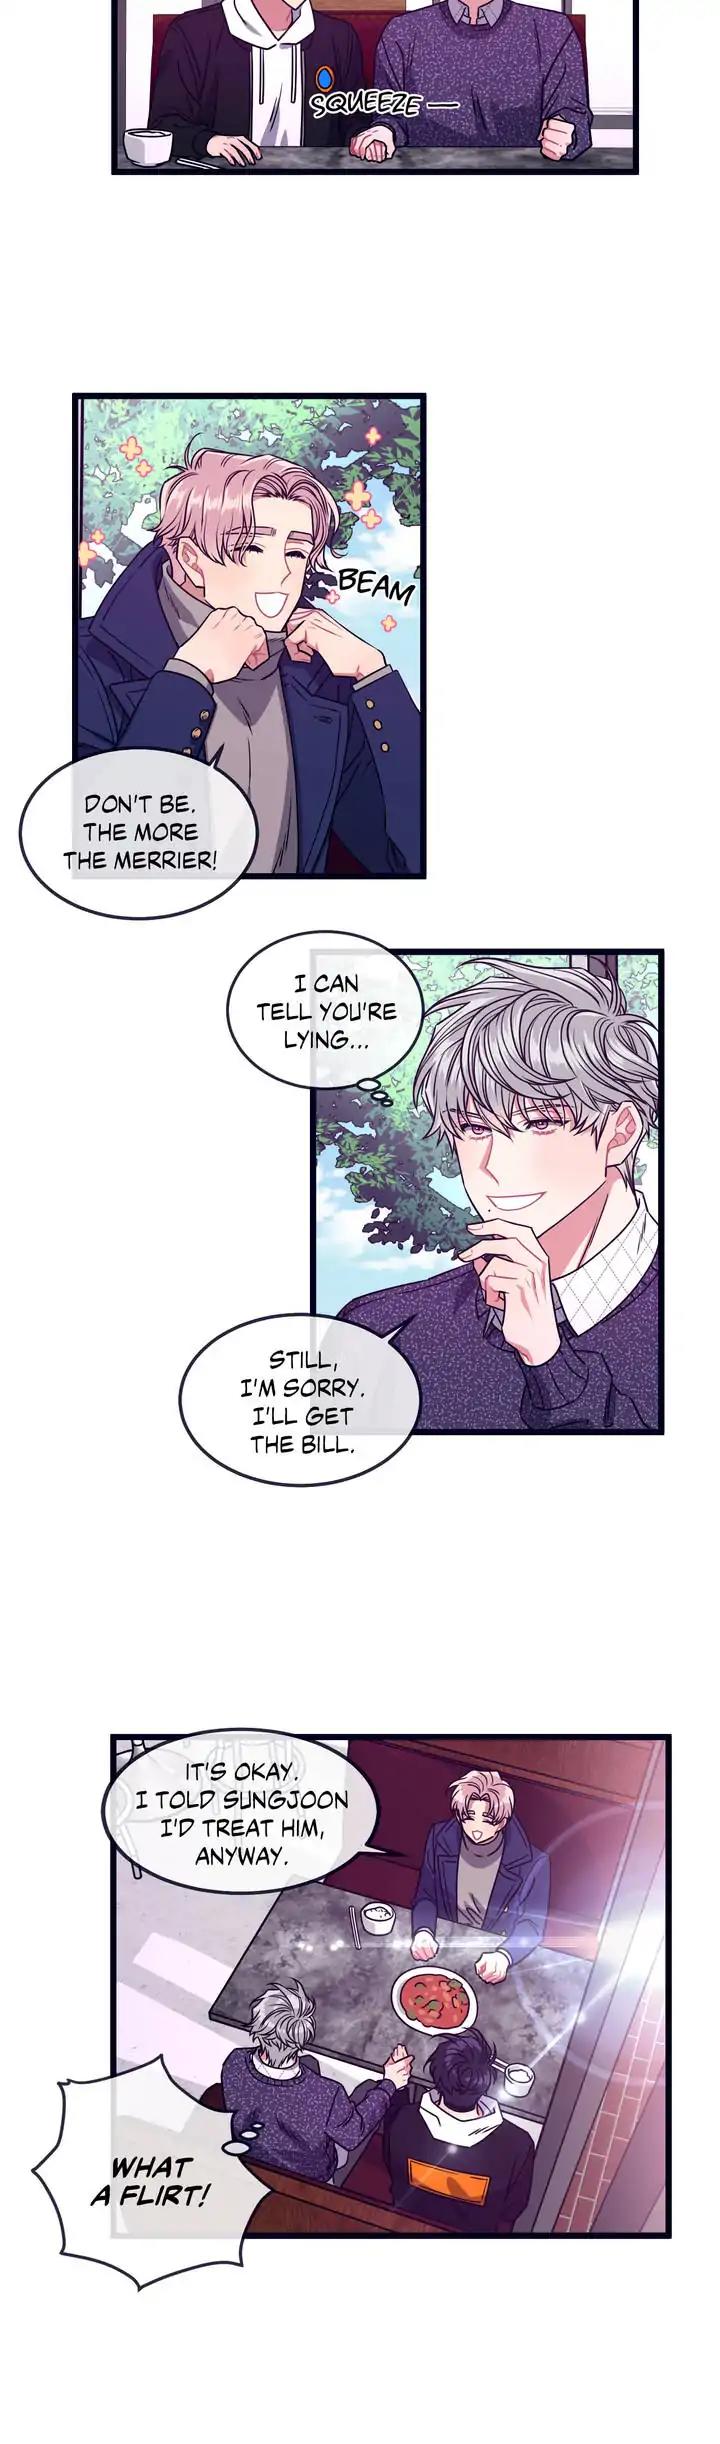 SQUEEZE —
BEAM
DON'T BE.
THE MORE
THE MERRIER!
I CAN
TELL YOU'RE
LYING...
STILL,
I'M SORRY.
I'LL GET
THE BILL.
IT'S OKAY.
I TOLD SUNGJOON
I'D TREAT HIM,
ANYWAY.
WHAT
A FLIRT!